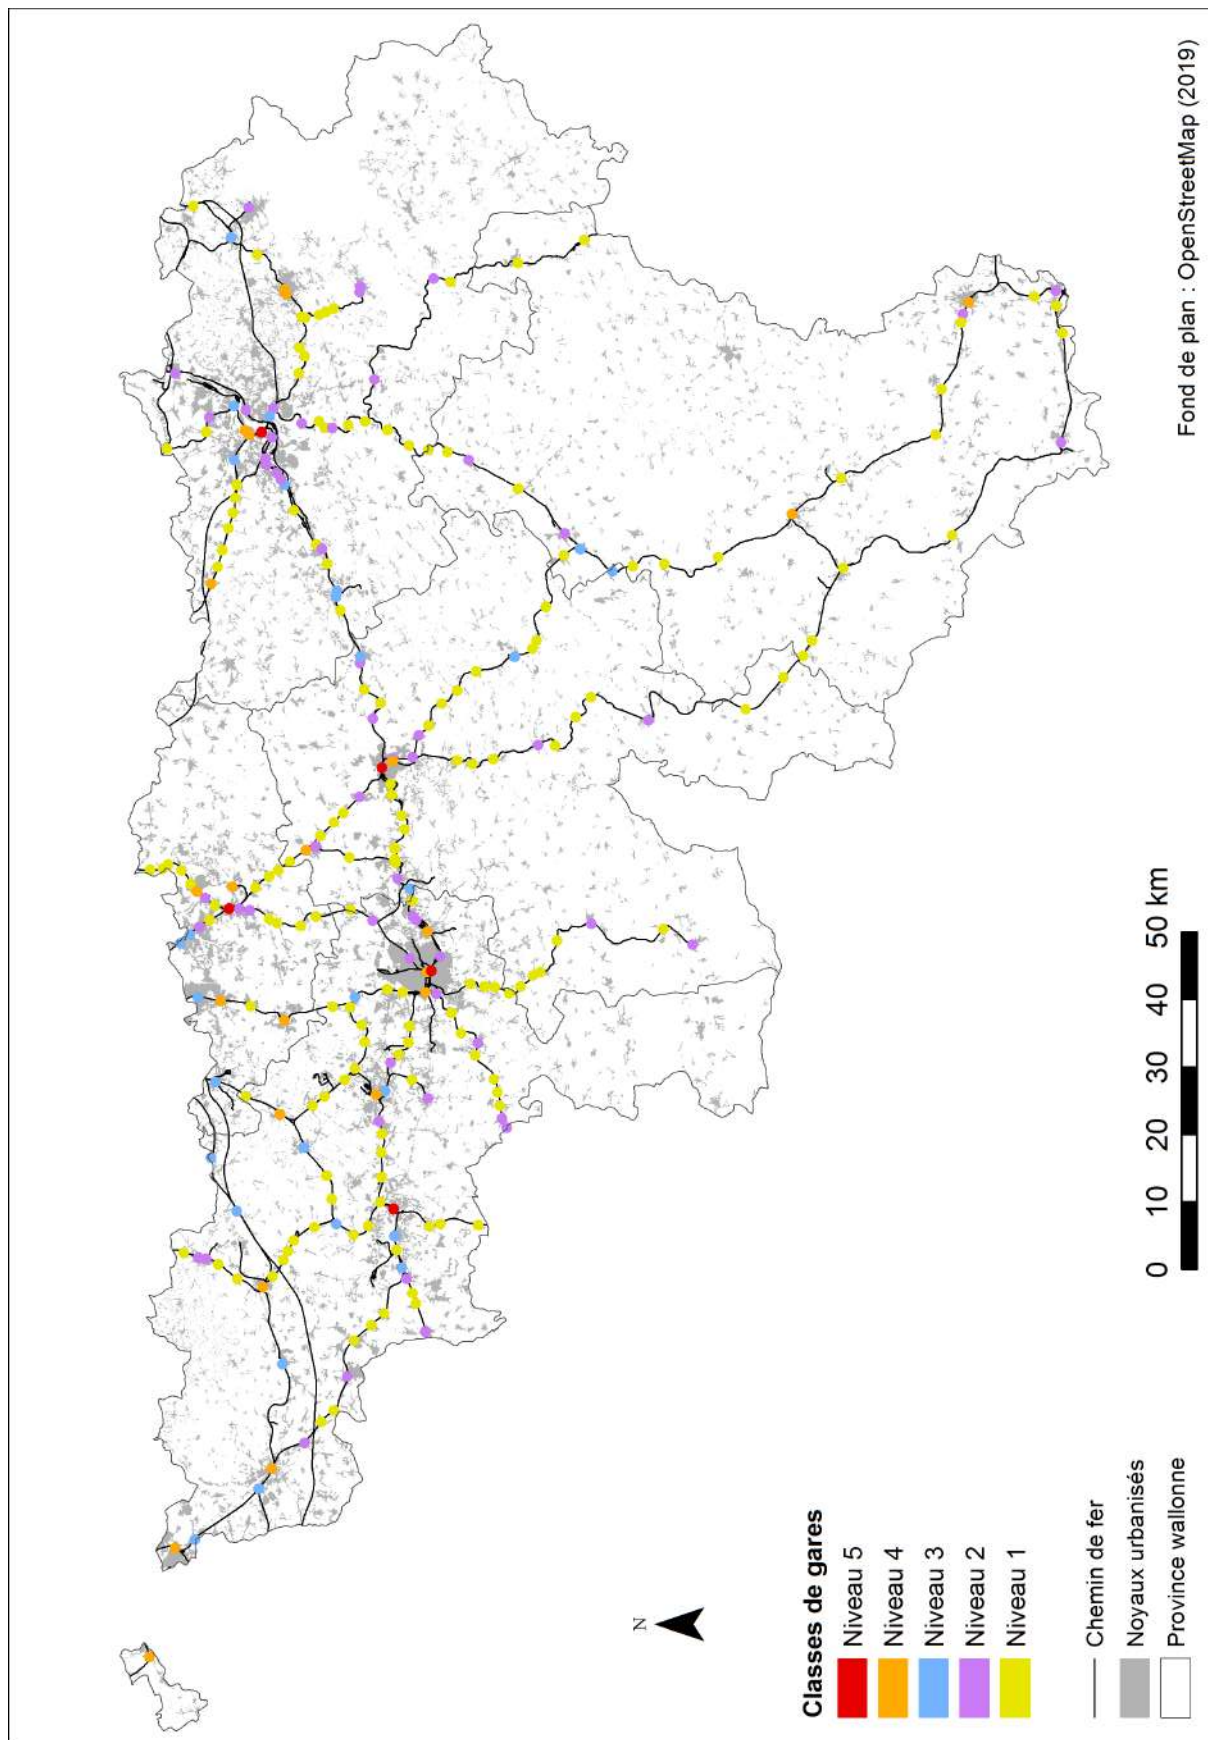 N
Classes de gares
Niveau 5
Niveau 4
Niveau 3
Niveau 2
Niveau 1
Chemin de fer
Noyaux urbanisés
Province wallonne
0 10 20 30 40 50 km
Fond de plan : OpenStreetMap (2019)